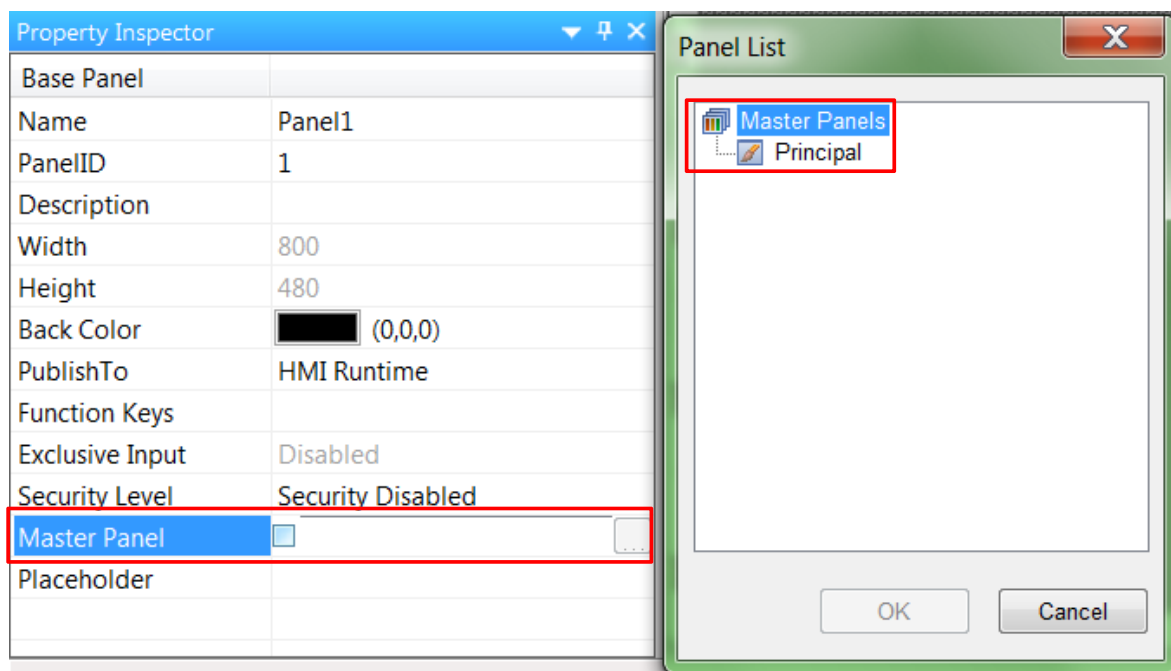 Property Inspector
Base Panel
Name Panel1
PanelID 1
Description
Width 800
Height 480
Back Color (0,0,0)
PublishTo HMI Runtime
Function Keys
Exclusive Input Disabled
Security Level Security Disabled
Master Panel ...
Placeholder
Panel List
Master Panels
Principal
OK Cancel